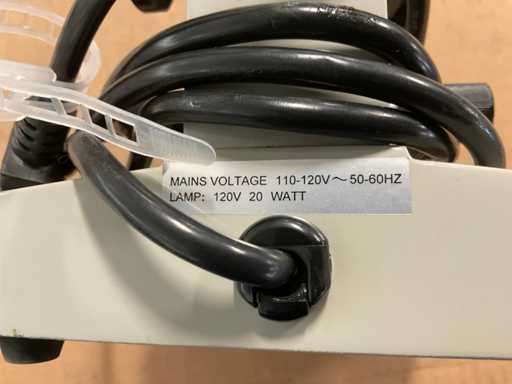 MAINS VOLTAGE 110-120V～50-60HZ
LAMP: 120V 20 WATT